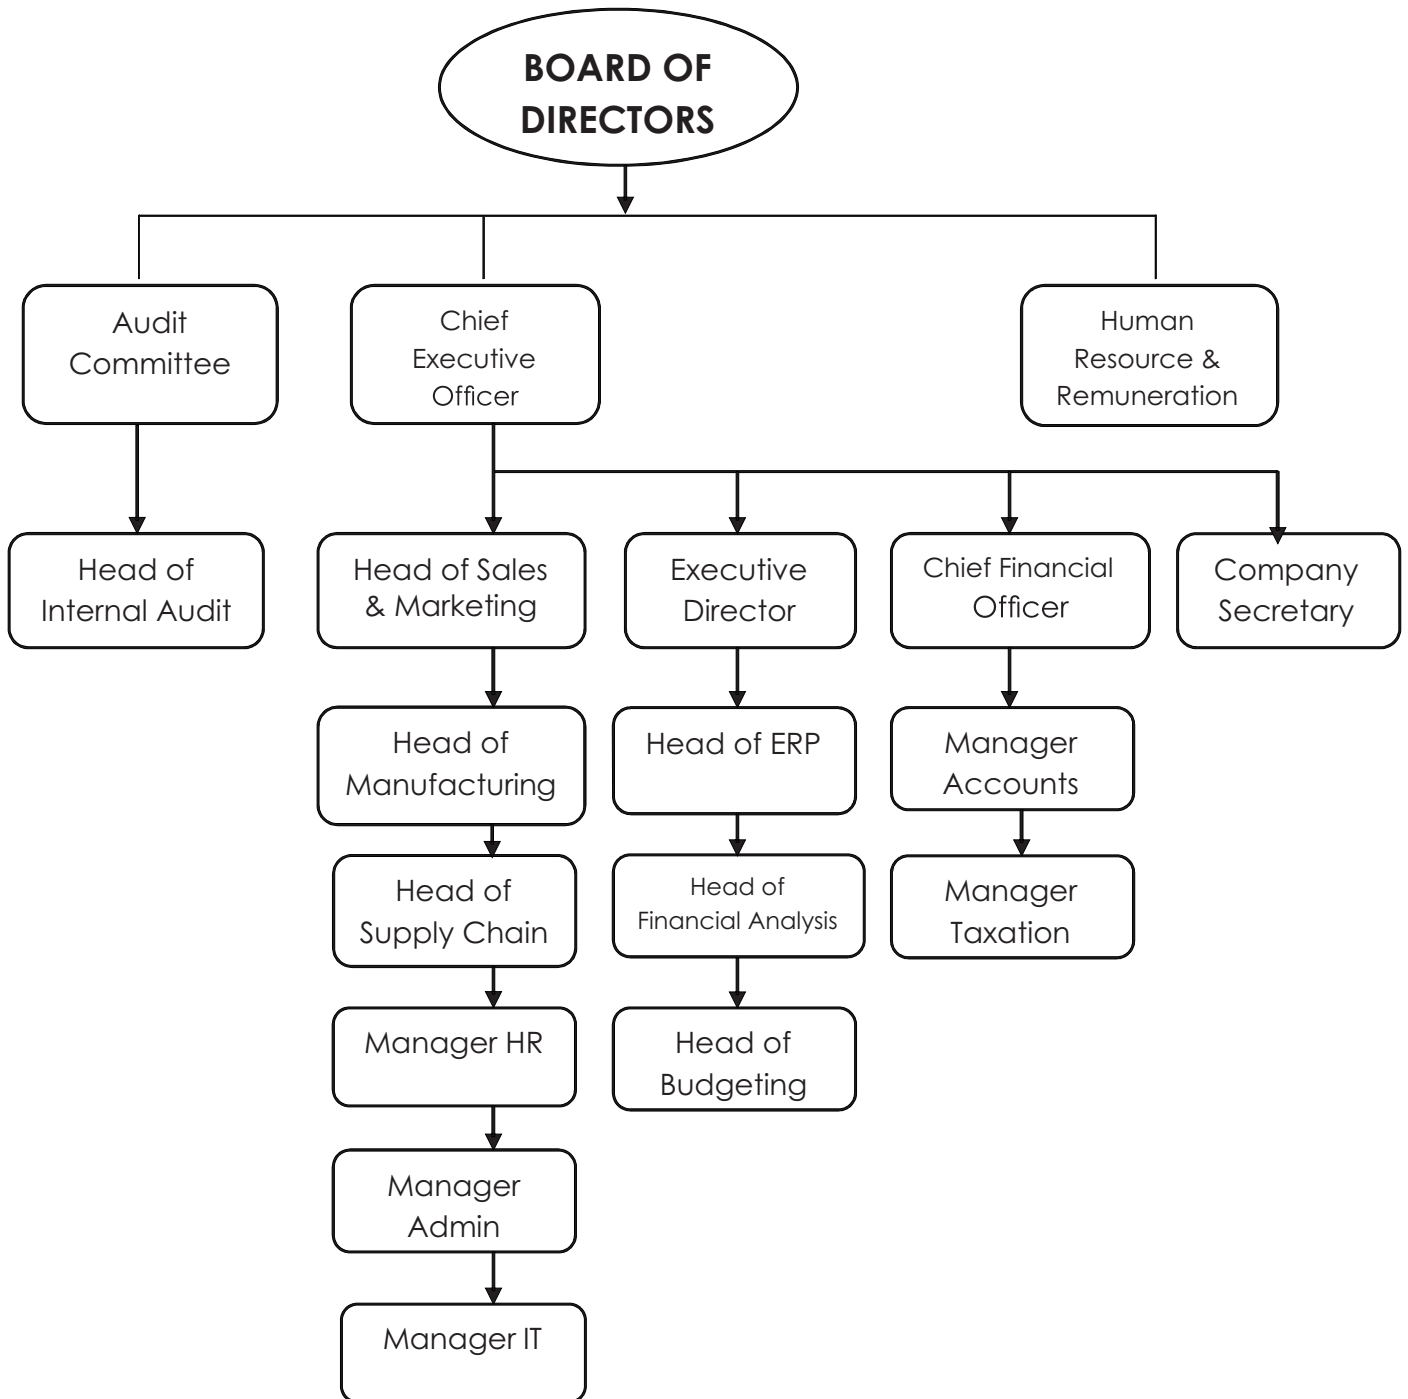 BOARD OF
DIRECTORS
Audit
Committee
Chief
Executive
Officer
Human
Resource &
Remuneration
Head of
Internal Audit
Head of Sales
& Marketing
Executive
Director
Chief Financial
Officer
Company
Secretary
Head of
Manufacturing
Head of ERP
Manager
Accounts
Head of
Supply Chain
Head of
Financial Analysis
Manager
Taxation
Manager HR
Head of
Budgeting
Manager
Admin
Manager IT